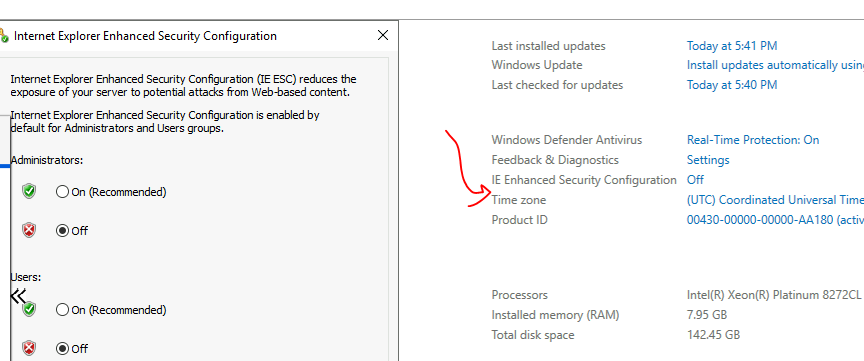 Internet Explorer Enhanced Security Configuration
Internet Explorer Enhanced Security Configuration (IE ESC) reduces the
exposure of your server to potential attacks from Web-based content.
Internet Explorer Enhanced Security Configuration is enabled by
default for Administrators and Users groups.
Administrators:
On (Recommended)
Off
Users:
On (Recommended)
Off
Last installed updates Today at 5:41 PM
Windows Update Install updates automatically using
Last checked for updates Today at 5:40 PM
Windows Defender Antivirus Real-Time Protection: On
Feedback & Diagnostics Settings
IE Enhanced Security Configuration Off
Time zone (UTC) Coordinated Universal Time
Product ID 00430-00000-00000-AA180 (activ
Processors Intel(R) Xeon(R) Platinum 8272CL
Installed memory (RAM) 7.95 GB
Total disk space 142.45 GB